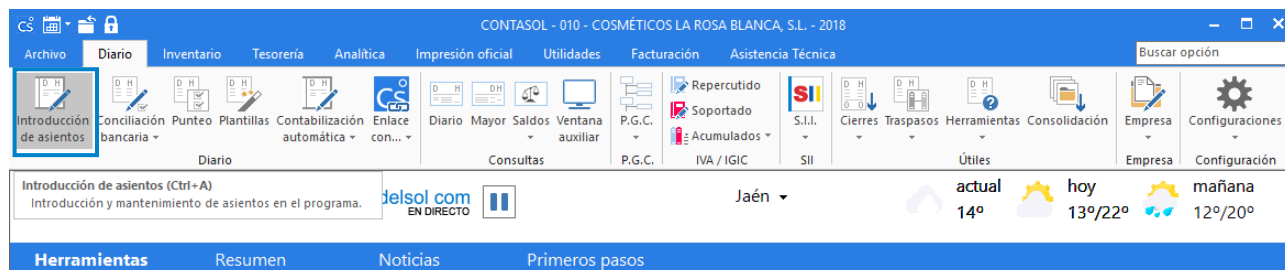 CONTASOL - 010 - COSMÉTICOS LA ROSA BLANCA, S.L. - 2018
Archivo Diario Inventario Tesorería Analítica Impresión oficial Utilidades Facturación Asistencia Técnica Buscar opción
Introducción de asientos
Conciliación bancaria
Punteo
Plantillas
Contabilización automática
Enlace con...
Diario
Diario
Mayor
Saldos
Ventana auxiliar
Consultas
P.G.C.
P.G.C.
Repercutido
Soportado
Acumulados
IVA / IGIC
SII
S.I.I.
SII
Cierres
Traspasos
Herramientas
Consolidación
Útiles
Empresa
Empresa
Configuraciones
Configuración
Introducción de asientos (Ctrl+A)
Introducción y mantenimiento de asientos en el programa.
delsol com
EN DIRECTO
Jaén
actual
14º
hoy
13º/22º
mañana
12º/20º
Herramientas Resumen Noticias Primeros pasos